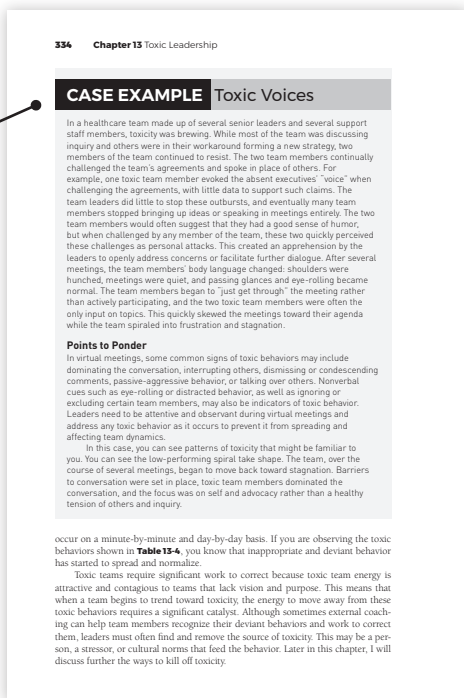 334 Chapter 13 Toxic Leadership
CASE EXAMPLE Toxic Voices
In a healthcare team made up of several senior leaders and several support
staff members, toxicity was brewing. While most of the team was discussing
inquiry and others were in their workaround forming a new strategy, two
members of the team continued to resist. The two team members continually
challenged the team's agreements and spoke in place of others. For
example, one toxic team member evoked the absent executives' "voice" when
challenging the agreements, with little data to support such claims. The
team leaders did little to stop these outbursts, and eventually many team
members stopped bringing up ideas or speaking in meetings entirely. The two
team members would often suggest that they had a good sense of humor,
but when challenged by any member of the team, these two quickly perceived
these challenges as personal attacks. This created an apprehension by the
leaders to openly address concerns or facilitate further dialogue. After several
meetings, the team members' body language changed: shoulders were
hunched, meetings were quiet, and passing glances and eye-rolling became
normal. The team members began to "just get through" the meeting rather
than actively participating, and the two toxic team members were often the
only input on topics. This quickly skewed the meetings toward their agenda
while the team spiraled into frustration and stagnation.
Points to Ponder
In virtual meetings, some common signs of toxic behaviors may include
dominating the conversation, interrupting others, dismissing or condescending
comments, passive-aggressive behavior, or talking over others. Nonverbal
cues such as eye-rolling or distracted behavior, as well as ignoring or
excluding certain team members, may also be indicators of toxic behavior.
Leaders need to be attentive and observant during virtual meetings and
address any toxic behavior as it occurs to prevent it from spreading and
affecting team dynamics.
In this case, you can see patterns of toxicity that might be familiar to
you. You can see the low-performing spiral take shape. The team, over the
course of several meetings, began to move back toward stagnation. Barriers
to conversation were set in place, toxic team members dominated the
conversation, and the focus was on self and advocacy rather than a healthy
tension of others and inquiry.
occur on a minute-by-minute and day-by-day basis. If you are observing the toxic
behaviors shown in Table 13-4, you know that inappropriate and deviant behavior
has started to spread and normalize.
Toxic teams require significant work to correct because toxic team energy is
attractive and contagious to teams that lack vision and purpose. This means that
when a team begins to trend toward toxicity, the energy to move away from these
toxic behaviors requires a significant catalyst. Although sometimes external coach-
ing can help team members recognize their deviant behaviors and work to correct
them, leaders must often find and remove the source of toxicity. This may be a per-
son, a stressor, or cultural norms that feed the behavior. Later in this chapter, I will
discuss further the ways to kill off toxicity.